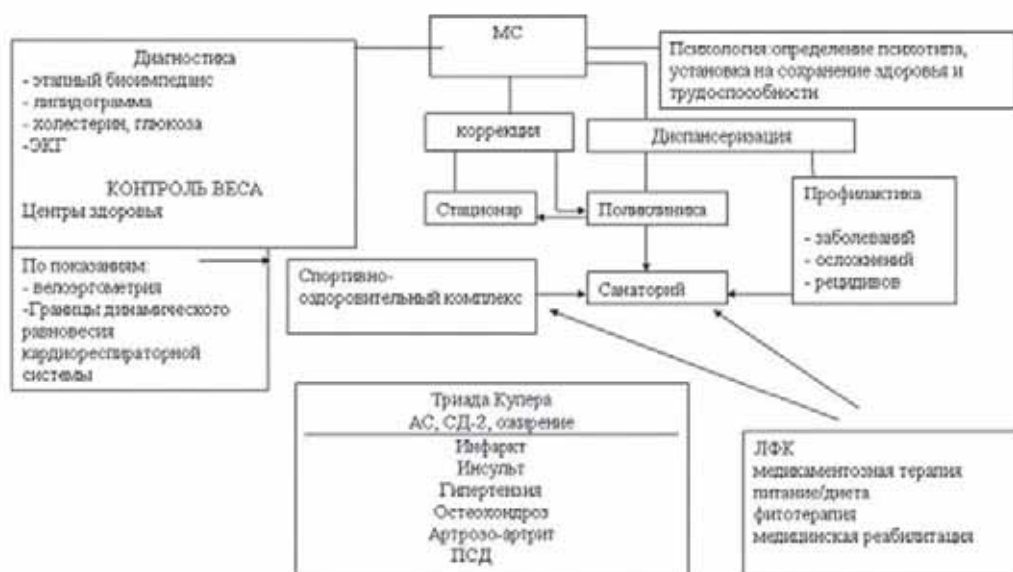 МС
Диагностика
- этапный биоимпеданс
- липидограмма
- холестерин, глюкоза
-ЭКГ
КОНТРОЛЬ ВЕСА
Центры здоровья
Психология:определение психотипа,
установка на сохранение здоровья и
трудоспособности
коррекция
Диспансеризация
Стационар
Поликлиника
Профилактика
- заболеваний
- осложнений
- рецидивов
По показаниям:
- велоэргометрия
-Границы динамического
равновесия
кардиореспираторной
системы
Спортивно-
оздоровительный комплекс
Санаторий
Триада Купера
АС, СД-2, ожирение
Инфаркт
Инсульт
Гипертензия
Остеохондроз
Артрозо-артрит
ПСД
ЛФК
медикаментозная терапия
питание/диета
фитотерапия
медицинская реабилитация